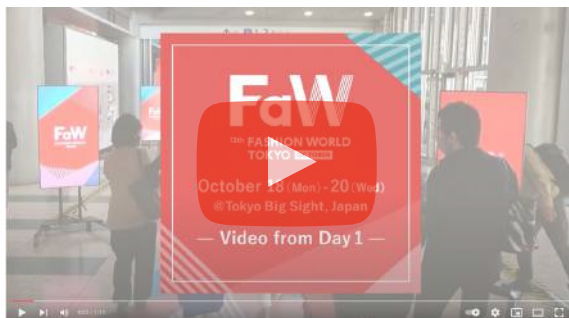 FaW
FaW
12th FASHION WORLD
TOKYO
October 18 (Mon) - 20 (Wed)
@Tokyo Big Sight, Japan
— Video from Day 1 —